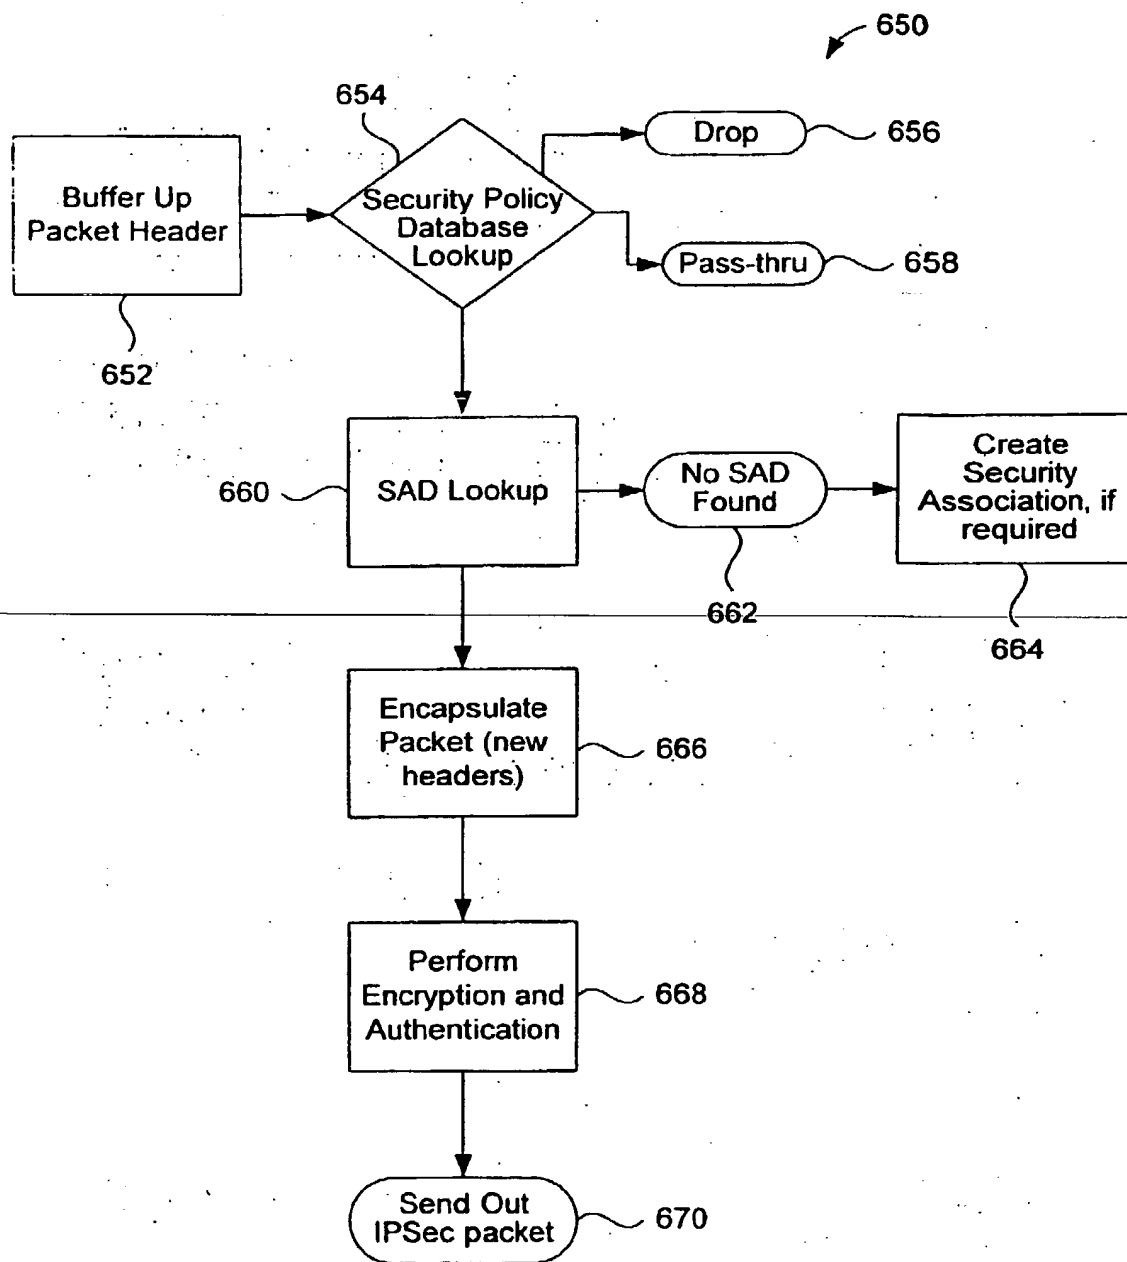 650
654
Drop
656
Buffer Up
Packet Header
Security Policy
Database
Lookup
Pass-thru
658
652
660
SAD Lookup
No SAD
Found
Create
Security
Association, if
required
662
664
Encapsulate
Packet (new
headers)
666
Perform
Encryption and
Authentication
668
Send Out
IPSec packet
670